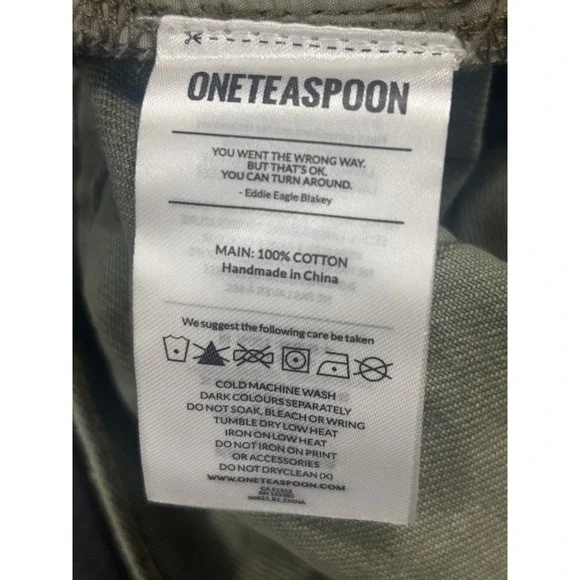 ONETEASPOON
YOU WENT THE WRONG WAY.
BUT THAT'S OK.
YOU CAN TURN AROUND.
- Eddie Eagle Blakey
MAIN: 100% COTTON
Handmade in China
We suggest the following care be taken
COLD MACHINE WASH
DARK COLOURS SEPARATELY
DO NOT SOAK, BLEACH OR WRING
TUMBLE DRY LOW HEAT
IRON ON LOW HEAT
DO NOT IRON ON PRINT
OR ACCESSORIES
DO NOT DRYCLEAN (X)
WWW.ONETEASPOON.COM